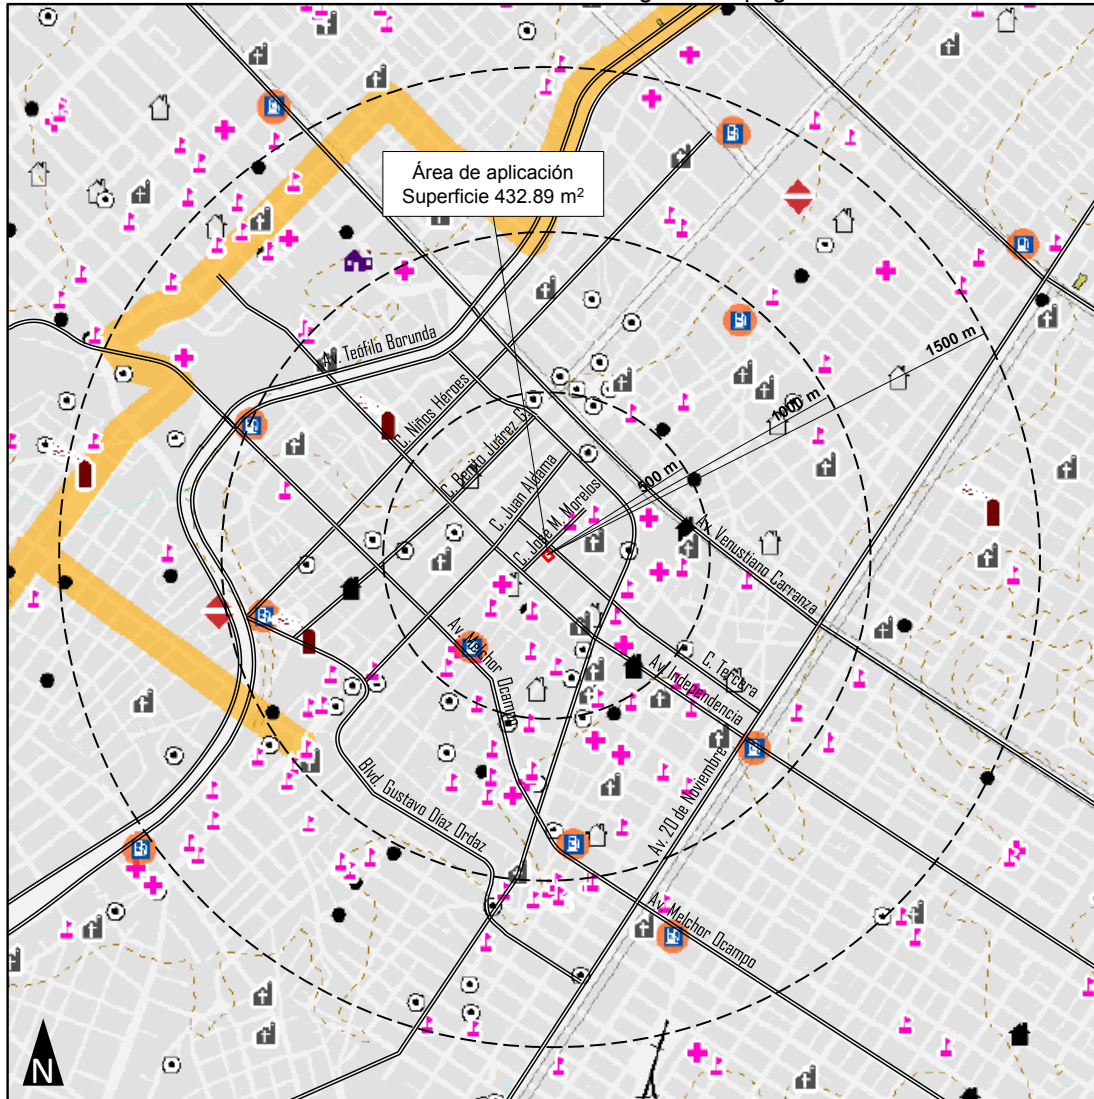 Área de aplicación
Superficie 432.89 m²
Av. Teófilo Borunda
1500 m
1000 m
500 m
C. Niños Héroes
C. Benito Juárez G.
C. Juan Aldama
C. José M. Morelos
Av. Venustiano Carranza
Av. Melchor Ocampo
C. Tercera
Av. Independencia
Av. 20 de Noviembre
Blvd. Gustavo Díaz Ordaz
Av. Melchor Ocampo
N